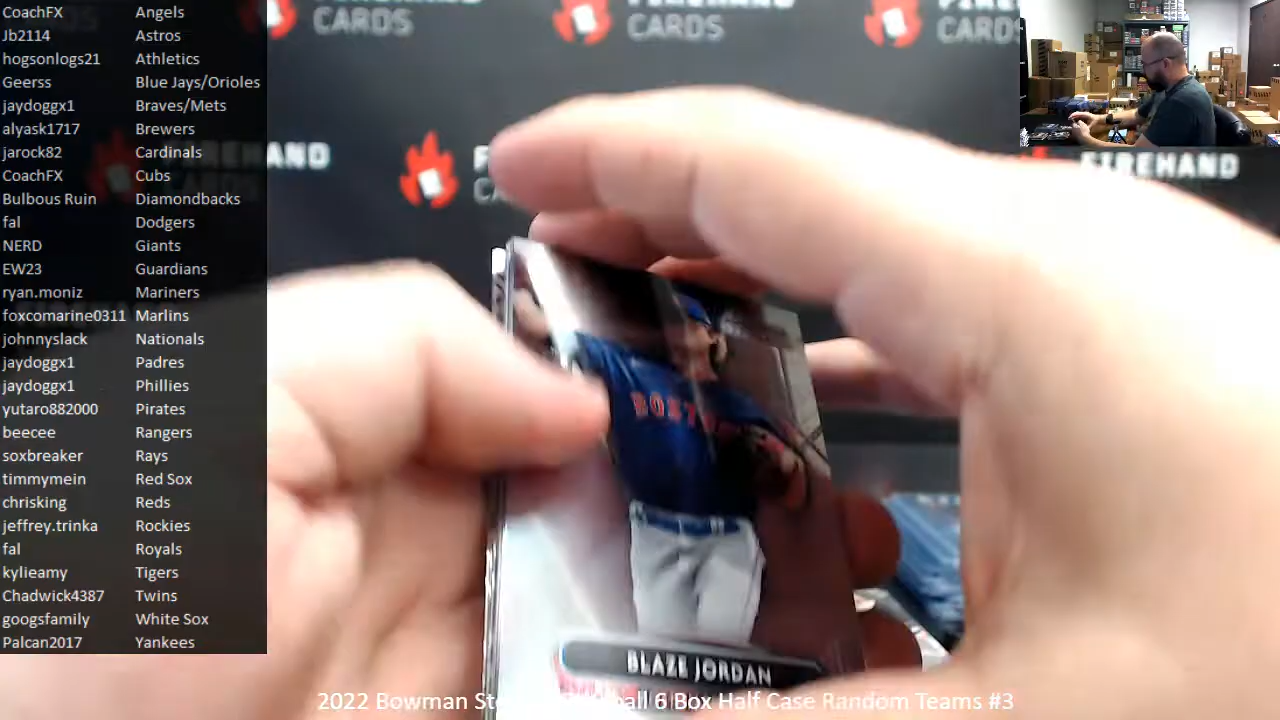 CoachFX Angels
Jb2114 Astros
hogsonlogs21 Athletics
Geerss Blue Jays/Orioles
jaydoggx1 Braves/Mets
alyask1717 Brewers
jarock82 Cardinals
CoachFX Cubs
Bulbous Ruin Diamondbacks
fal Dodgers
NERD Giants
EW23 Guardians
ryan.moniz Mariners
foxcomarine0311 Marlins
johnnyslack Nationals
jaydoggx1 Padres
jaydoggx1 Phillies
yutaro882000 Pirates
beecee Rangers
soxbreaker Rays
timmymein Red Sox
chrisking Reds
jeffrey.trinka Rockies
fal Royals
kylieamy Tigers
Chadwick4387 Twins
googsfamily White Sox
Palcan2017 Yankees
CARDS
CARDS
CARDS
FIREHAND
BLAZE JORDAN
2022 Bowman 6 Box Half Case Random Teams #3